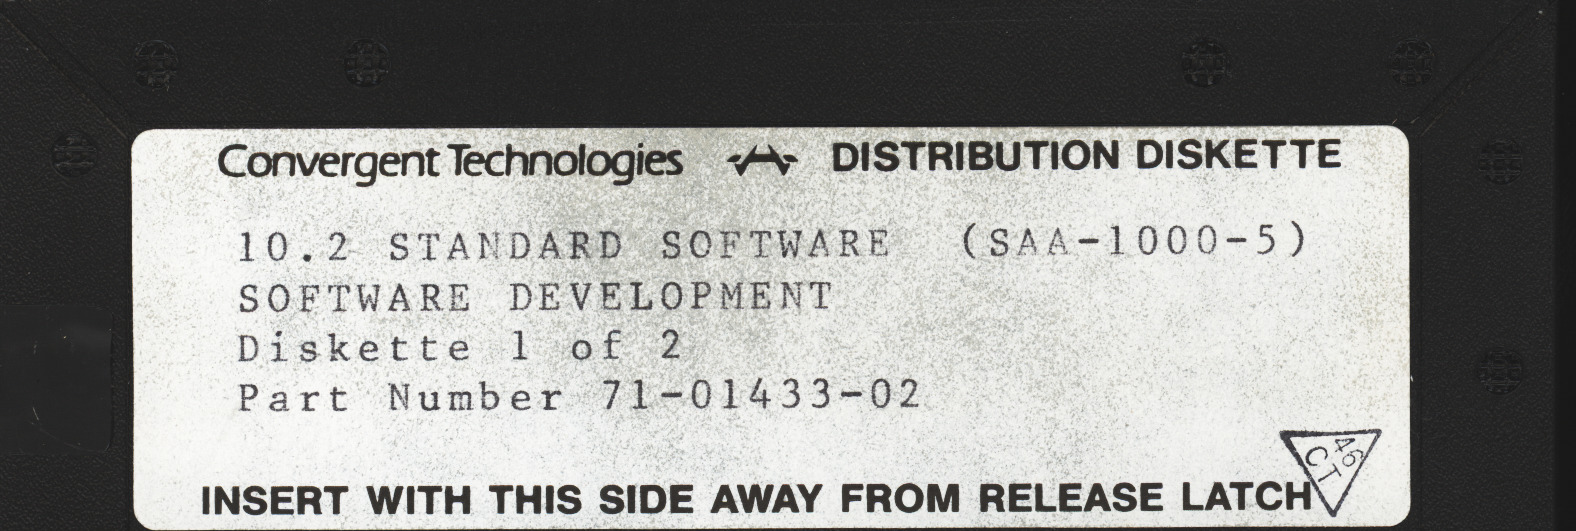 Convergent Technologies DISTRIBUTION DISKETTE
10.2 STANDARD SOFTWARE (SAA-1000-5)
SOFTWARE DEVELOPMENT
Diskette 1 of 2
Part Number 71-01433-02
46
CT
INSERT WITH THIS SIDE AWAY FROM RELEASE LATCH